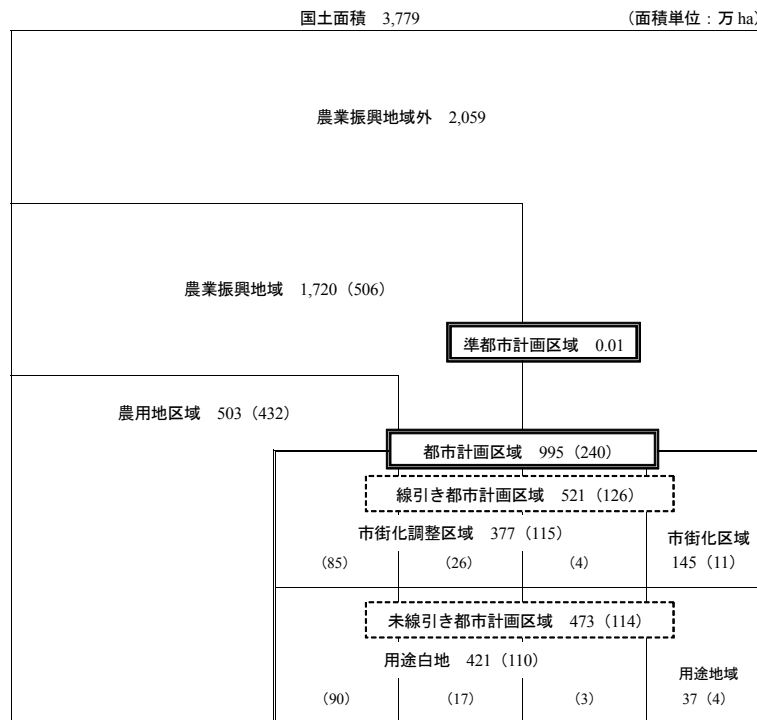 国土面積 3,779 （面積単位：万 ha）
農業振興地域外 2,059
農業振興地域 1,720（506）
準都市計画区域 0.01
農用地区域 503（432）
都市計画区域 995（240）
線引き都市計画区域 521（126）
市街化調整区域 377（115）
市街化区域
(85) (26) (4) 145（11）
未線引き都市計画区域 473（114）
用途白地 421（110）
用途地域
(90) (17) (3) 37（4）